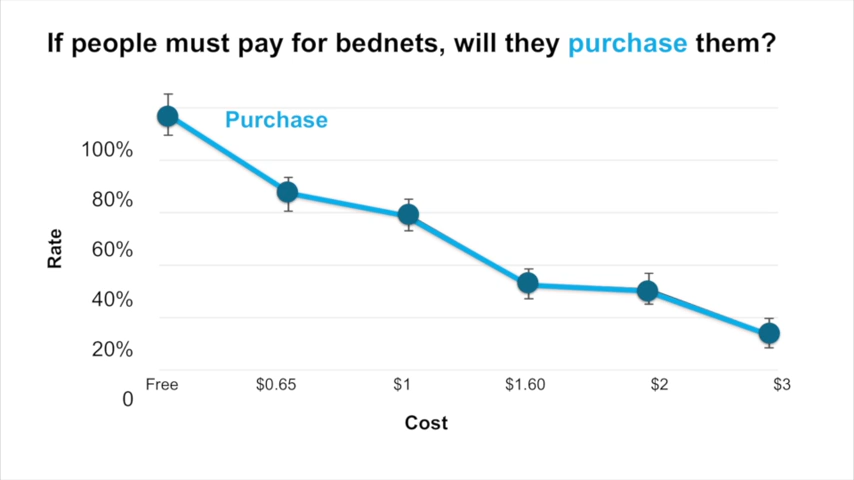 If people must pay for bednets, will they purchase them?
Purchase
100%
80%
60%
40%
20%
0
Rate
Free $0.65 $1 $1.60 $2 $3
Cost